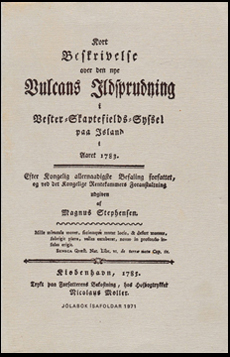 Kort
Beskrivelse
over den nye
Vulcans Ildsprudning
i
Vester-Skaptefields-Syssel
paa Island
i
Aaret 1783.
Efter Kongelig allernaadigste Befaling forfattet,
og ved det Kongelige Rentekammers Foranstaltning
udgiven
af
Magnus Stephensen.
Kiøbenhavn, 1785.
Trykt paa Forfatterens Bekostning, hos Hofbogtrykker
Nicolaus Møller.
JÓLABÓK ÍSAFOLDAR 1971